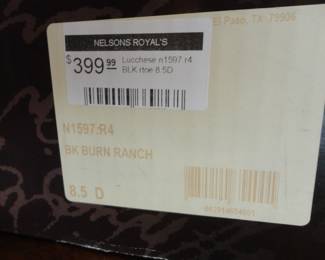 El Paso, TX 79906
NELSONS ROYAL'S
$399.99
Lucchese n1597 r4
BLK rtoe 8.5D
N1597.R4
BK BURN RANCH
8.5 D